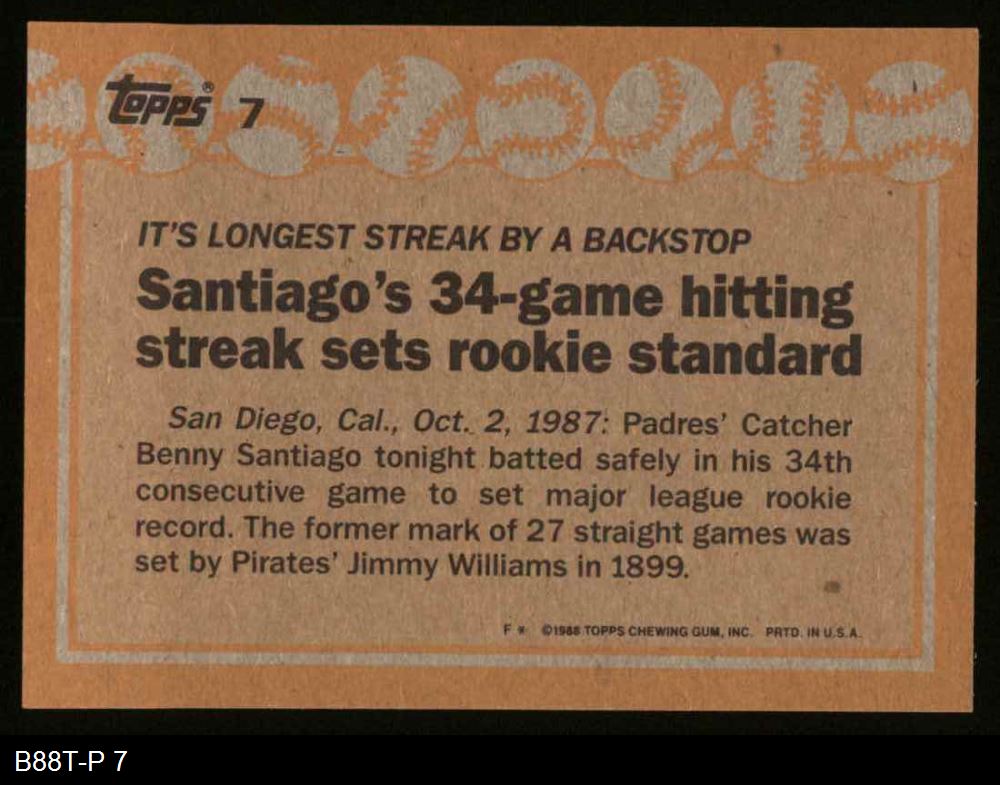 Topps® 7
IT'S LONGEST STREAK BY A BACKSTOP
Santiago's 34-game hitting
streak sets rookie standard
San Diego, Cal., Oct. 2, 1987: Padres' Catcher
Benny Santiago tonight batted safely in his 34th
consecutive game to set major league rookie
record. The former mark of 27 straight games was
set by Pirates' Jimmy Williams in 1899.
F * ©1988 TOPPS CHEWING GUM, INC. PRTD. IN U.S.A.
B88T-P 7